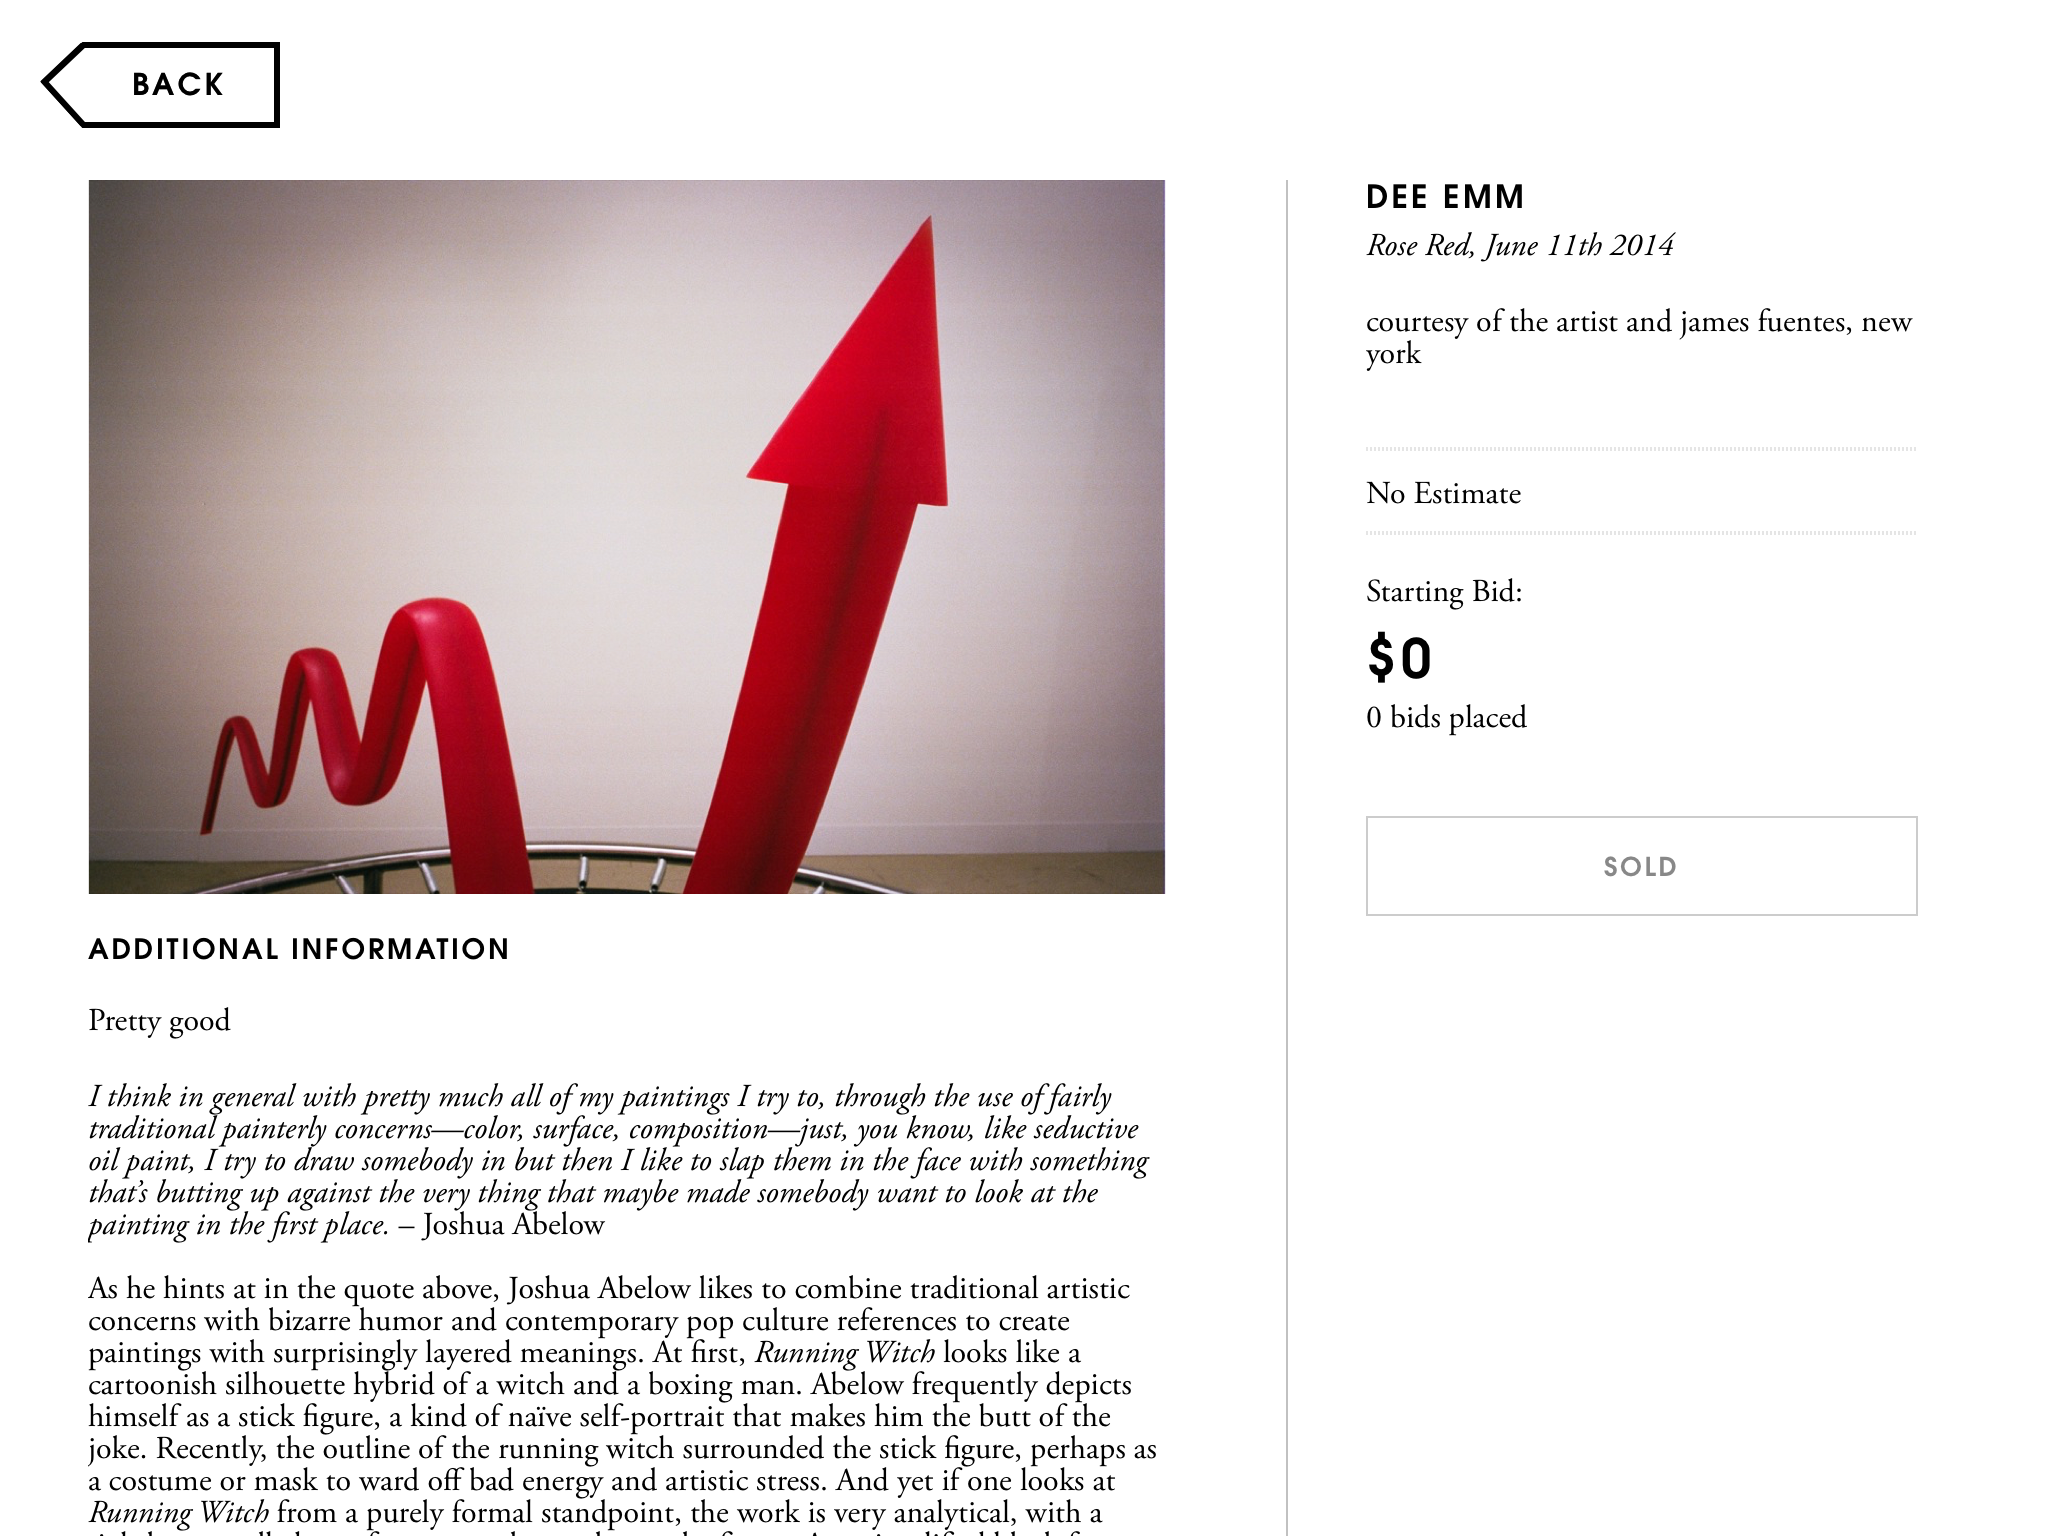 BACK
DEE EMM
Rose Red, June 11th 2014
courtesy of the artist and james fuentes, new
york
No Estimate
Starting Bid:
$0
0 bids placed
SOLD
ADDITIONAL INFORMATION
Pretty good
I think in general with pretty much all of my paintings I try to, through the use of fairly
traditional painterly concerns—color, surface, composition—just, you know, like seductive
oil paint, I try to draw somebody in but then I like to slap them in the face with something
that’s butting up against the very thing that maybe made somebody want to look at the
painting in the first place. – Joshua Abelow
As he hints at in the quote above, Joshua Abelow likes to combine traditional artistic
concerns with bizarre humor and contemporary pop culture references to create
paintings with surprisingly layered meanings. At first, Running Witch looks like a
cartoonish silhouette hybrid of a witch and a boxing man. Abelow frequently depicts
himself as a stick figure, a kind of naïve self-portrait that makes him the butt of the
joke. Recently, the outline of the running witch surrounded the stick figure, perhaps as
a costume or mask to ward off bad energy and artistic stress. And yet if one looks at
Running Witch from a purely formal standpoint, the work is very analytical, with a